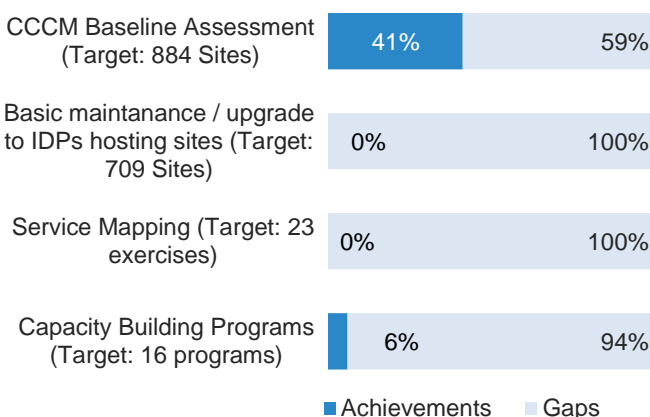 CCCM Baseline Assessment
(Target: 884 Sites)
41%
59%
Basic maintanance / upgrade
to IDPs hosting sites (Target:
709 Sites)
0%
100%
Service Mapping (Target: 23
exercises)
0%
100%
Capacity Building Programs
(Target: 16 programs)
6%
94%
Achievements
Gaps